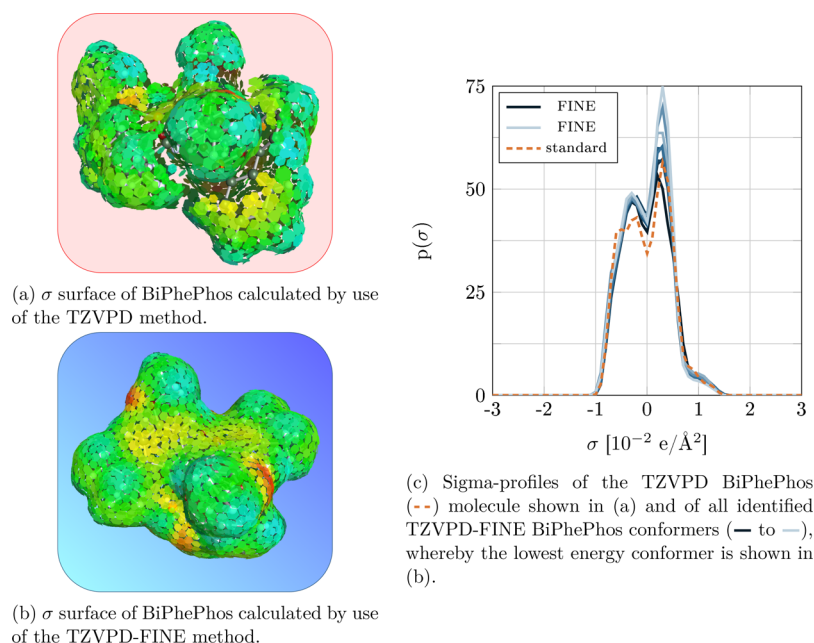 (a) σ surface of BiPhePhos calculated by use
of the TZVPD method.
(b) σ surface of BiPhePhos calculated by use
of the TZVPD-FINE method.
75
50
25
0
p(σ)
FINE
FINE
standard
-3 -2 -1 0 1 2 3
σ [10⁻² e/Å²]
(c) Sigma-profiles of the TZVPD BiPhePhos
(--) molecule shown in (a) and of all identified
TZVPD-FINE BiPhePhos conformers (— to —),
whereby the lowest energy conformer is shown in
(b).